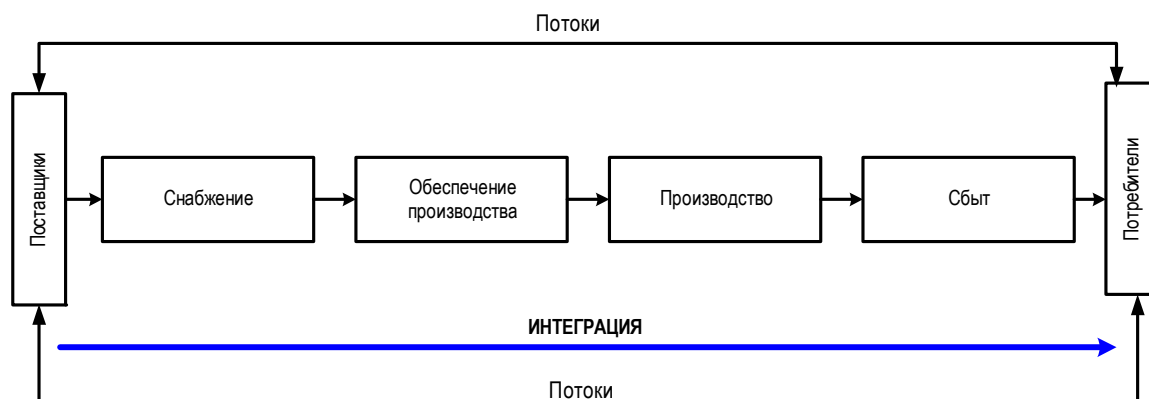 Потоки
Поставщики
Снабжение
Обеспечение
производства
Производство
Сбыт
Потребители
ИНТЕГРАЦИЯ
Потоки